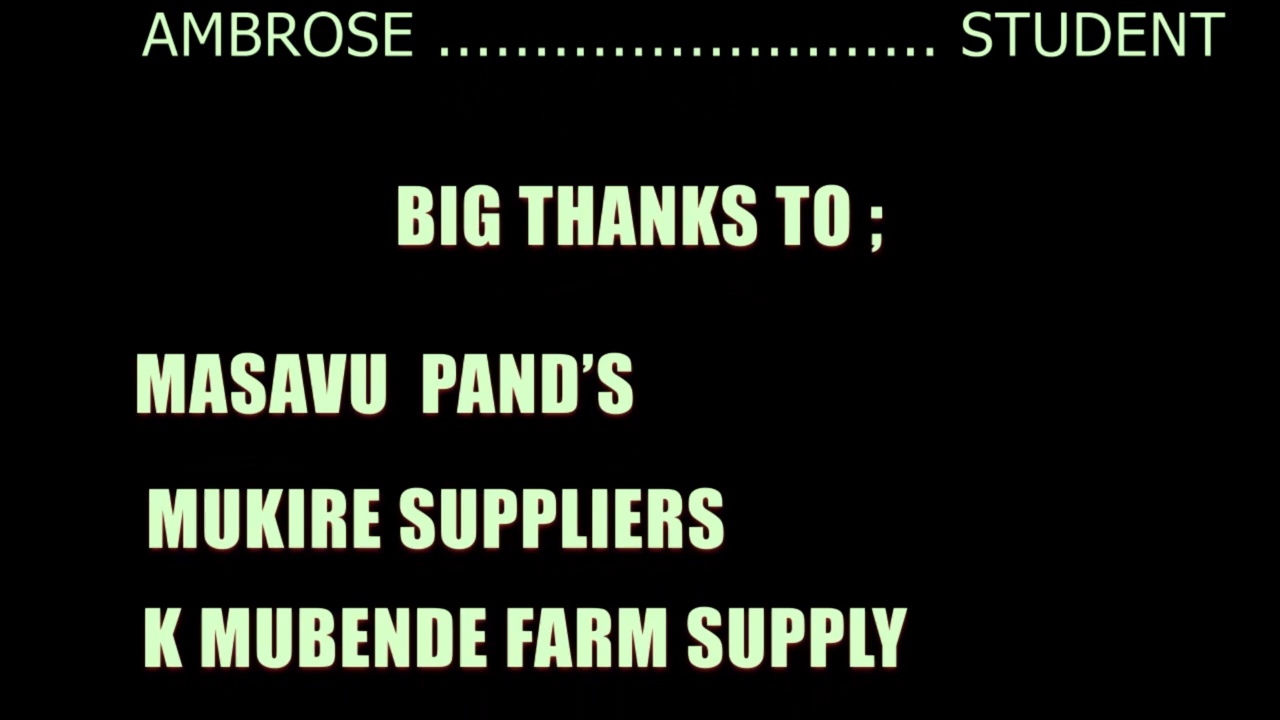 AMBROSE .......................... STUDENT
BIG THANKS TO ;
MASAVU  PAND’S
MUKIRE SUPPLIERS
K MUBENDE FARM SUPPLY